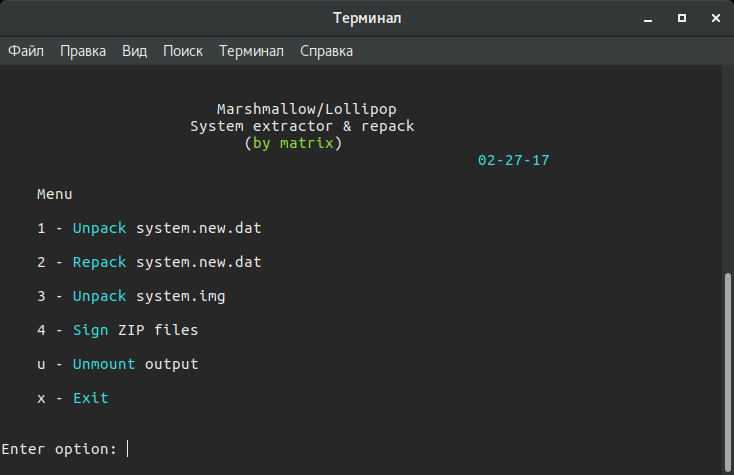 Терминал
Файл Правка Вид Поиск Терминал Справка
Marshmallow/Lollipop
System extractor & repack
(by matrix)
02-27-17
Menu
1 - Unpack system.new.dat
2 - Repack system.new.dat
3 - Unpack system.img
4 - Sign ZIP files
u - Unmount output
x - Exit
Enter option: